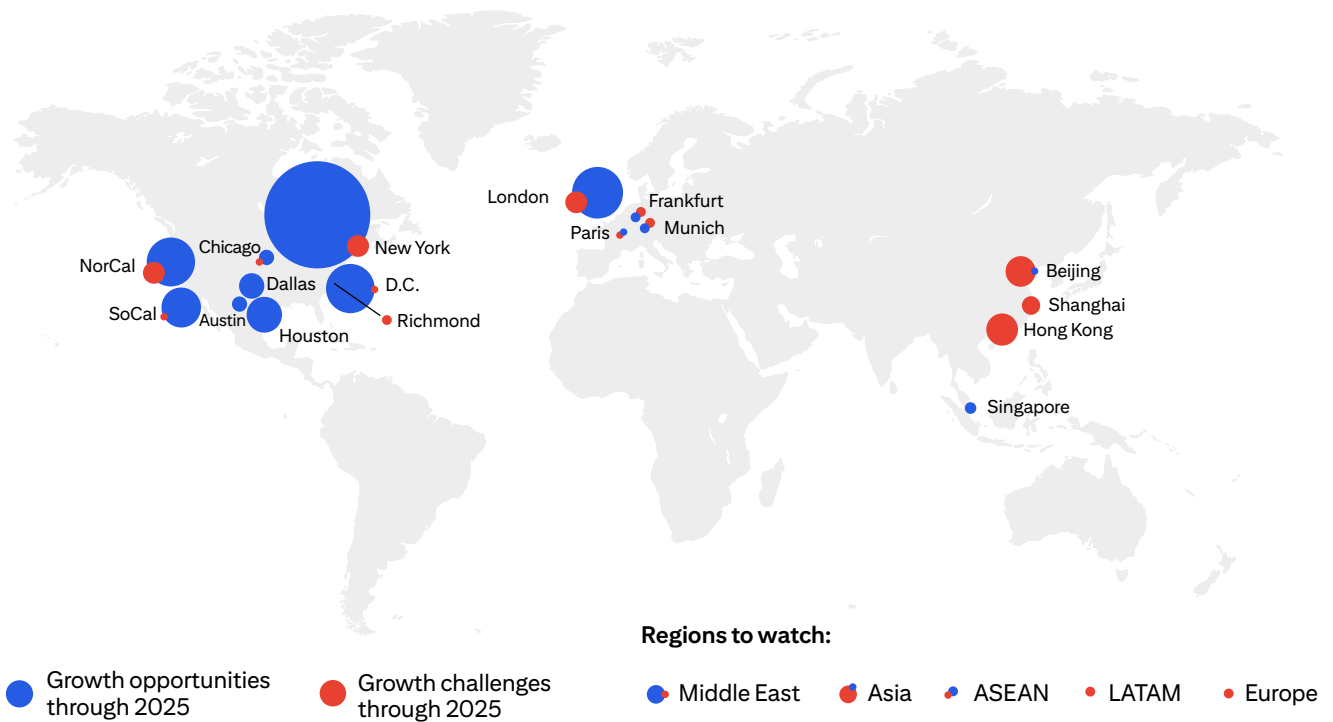 London
Frankfurt
Paris
Munich
Chicago
New York
NorCal
Dallas
D.C.
SoCal
Austin
Richmond
Houston
Beijing
Shanghai
Hong Kong
Singapore
Regions to watch:
Growth opportunities
through 2025
Growth challenges
through 2025
Middle East
Asia
ASEAN
LATAM
Europe